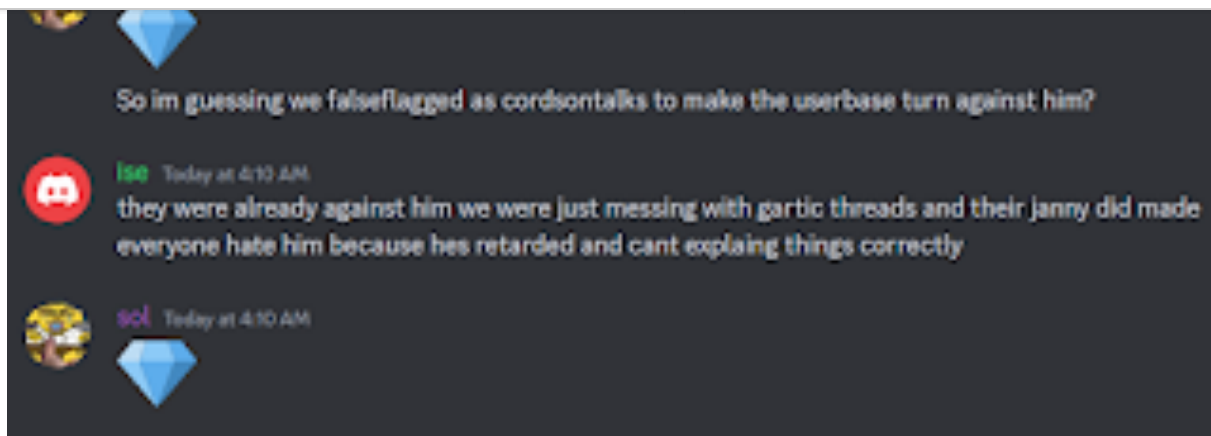 So im guessing we falseflagged as cordsontalks to make the userbase turn against him?
ise Today at 4:10 AM
they were already against him we were just messing with gartic threads and their janny did made
everyone hate him because hes retarded and cant explaing things correctly
sol Today at 4:10 AM